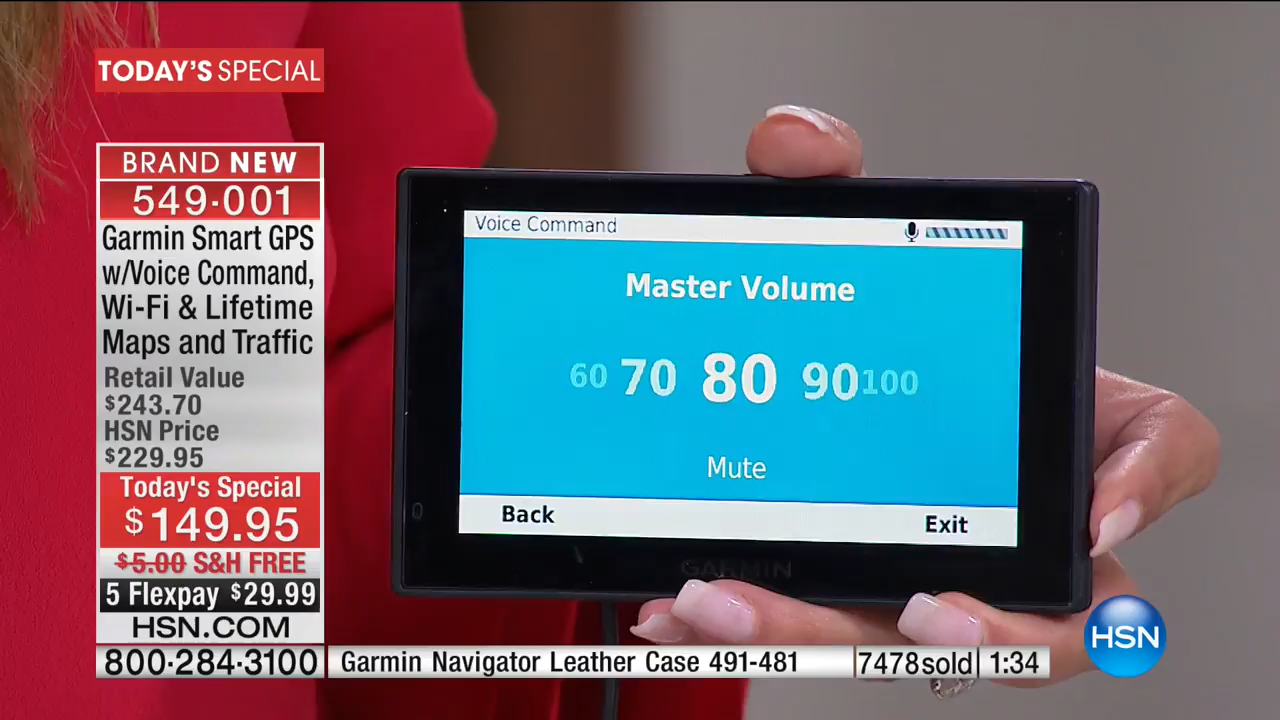 TODAY'S SPECIAL
BRAND NEW
549·001
Garmin Smart GPS
w/Voice Command,
Wi-Fi & Lifetime
Maps and Traffic
Retail Value
$243.70
HSN Price
$229.95
Today's Special
$149.95
$5.00 S&H FREE
5 Flexpay $29.99
HSN.COM
800·284·3100
Garmin Navigator Leather Case 491-481
7478sold
1:34
HSN
Voice Command
Master Volume
60 70 80 90 100
Mute
Back Exit
GARMIN